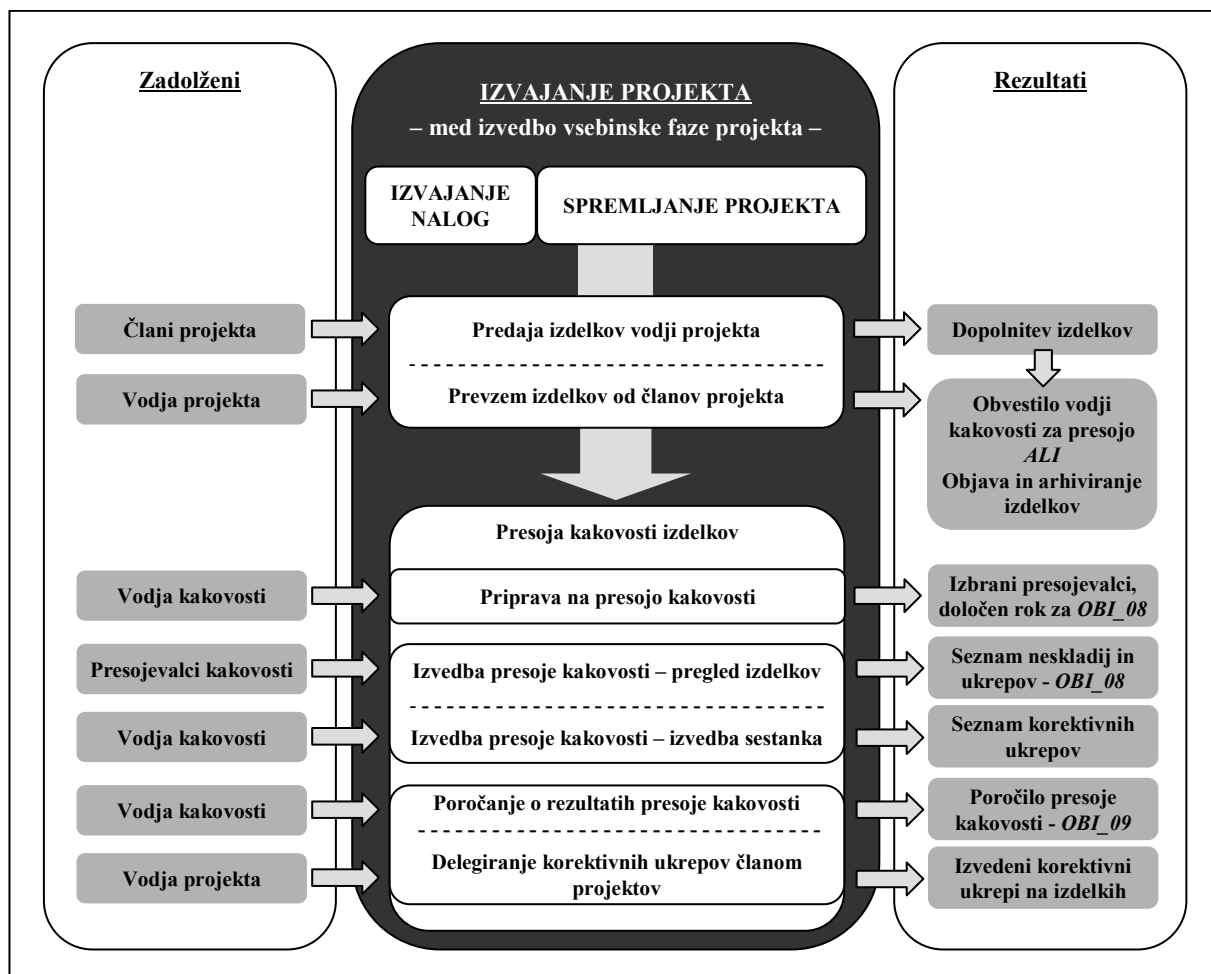 Zadolženi
IZVAJANJE PROJEKTA
– med izvedbo vsebinske faze projekta –
Rezultati
IZVAJANJE
NALOG
SPREMLJANJE PROJEKTA
Člani projekta
Predaja izdelkov vodji projekta
Dopolnitev izdelkov
Vodja projekta
Prevzem izdelkov od članov projekta
Obvestilo vodji
kakovosti za presojo
ALI
Objava in arhiviranje
izdelkov
Presoja kakovosti izdelkov
Vodja kakovosti
Priprava na presojo kakovosti
Izbrani presojevalci,
določen rok za OBI_08
Presojevalci kakovosti
Izvedba presoje kakovosti – pregled izdelkov
Seznam neskladij in
ukrepov - OBI_08
Vodja kakovosti
Izvedba presoje kakovosti – izvedba sestanka
Seznam korektivnih
ukrepov
Vodja kakovosti
Poročanje o rezultatih presoje kakovosti
Poročilo presoje
kakovosti - OBI_09
Vodja projekta
Delegiranje korektivnih ukrepov članom
projektov
Izvedeni korektivni
ukrepi na izdelkih